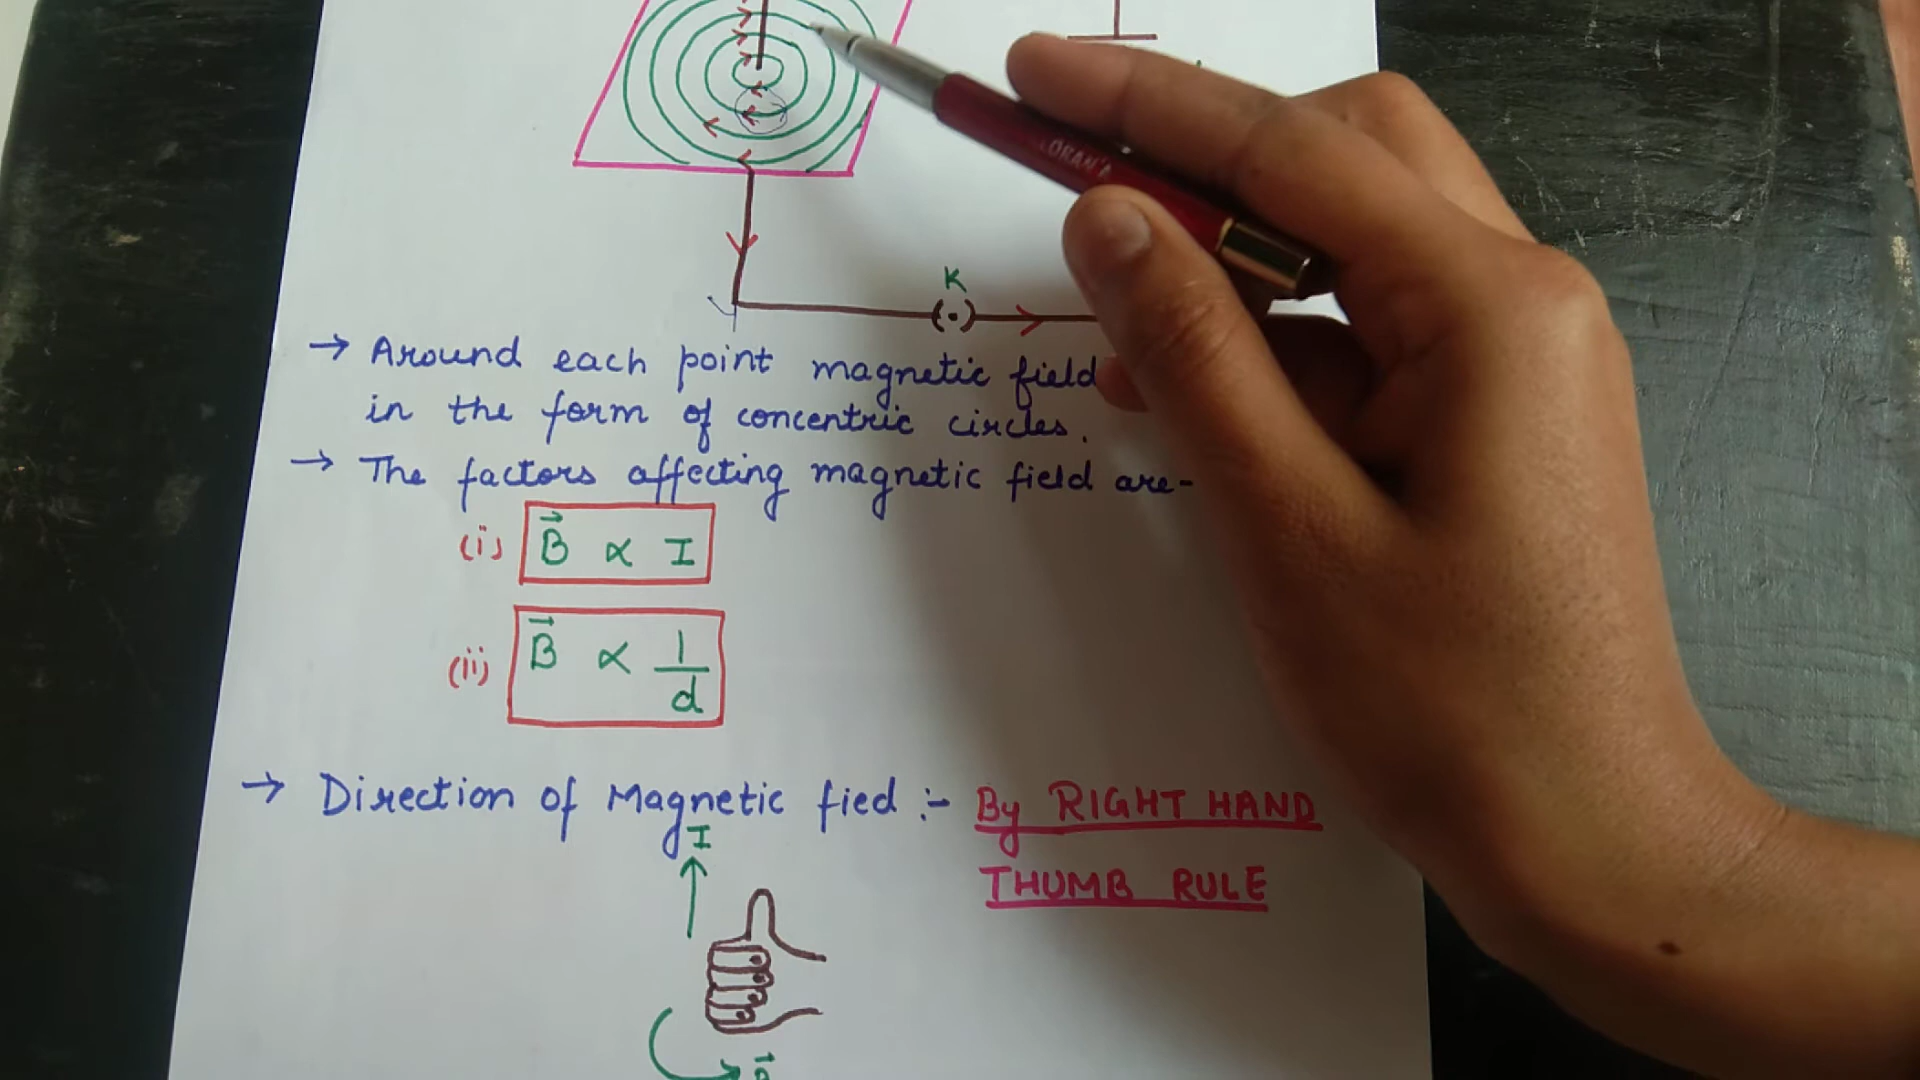 K
→ Around each point magnetic field
in the form of concentric circles.
→ The factors affecting magnetic field are-
(i) B⃗ ∝ I
(ii) B⃗ ∝ 1/d
→ Direction of Magnetic fied :- By RIGHT HAND
THUMB RULE
I